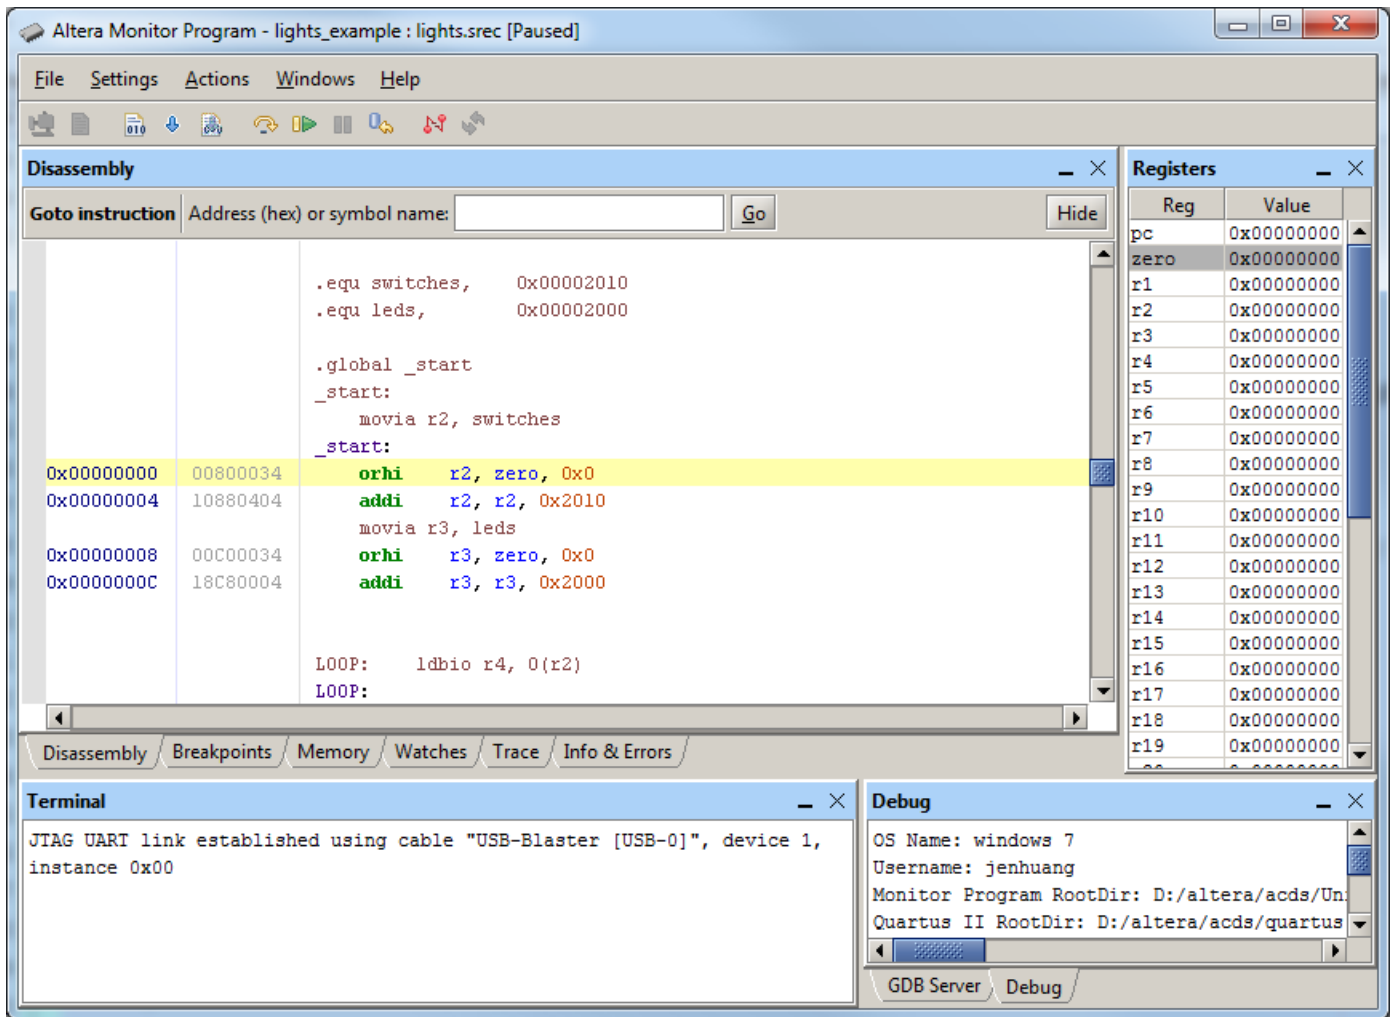 Altera Monitor Program - lights_example : lights.srec [Paused]
File Settings Actions Windows Help
Disassembly
Goto instruction Address (hex) or symbol name: Go Hide
.equ switches, 0x00002010
.equ leds, 0x00002000
.global _start
_start:
movia r2, switches
_start:
0x00000000 00800034 orhi r2, zero, 0x0
0x00000004 10880404 addi r2, r2, 0x2010
movia r3, leds
0x00000008 00C00034 orhi r3, zero, 0x0
0x0000000C 18C80004 addi r3, r3, 0x2000
LOOP: ldbio r4, 0(r2)
LOOP:
Disassembly Breakpoints Memory Watches Trace Info & Errors
Registers
Reg Value
pc 0x00000000
zero 0x00000000
r1 0x00000000
r2 0x00000000
r3 0x00000000
r4 0x00000000
r5 0x00000000
r6 0x00000000
r7 0x00000000
r8 0x00000000
r9 0x00000000
r10 0x00000000
r11 0x00000000
r12 0x00000000
r13 0x00000000
r14 0x00000000
r15 0x00000000
r16 0x00000000
r17 0x00000000
r18 0x00000000
r19 0x00000000
Terminal
JTAG UART link established using cable "USB-Blaster [USB-0]", device 1,
instance 0x00
Debug
OS Name: windows 7
Username: jenhuang
Monitor Program RootDir: D:/altera/acds/Un
Quartus II RootDir: D:/altera/acds/quartus
GDB Server Debug